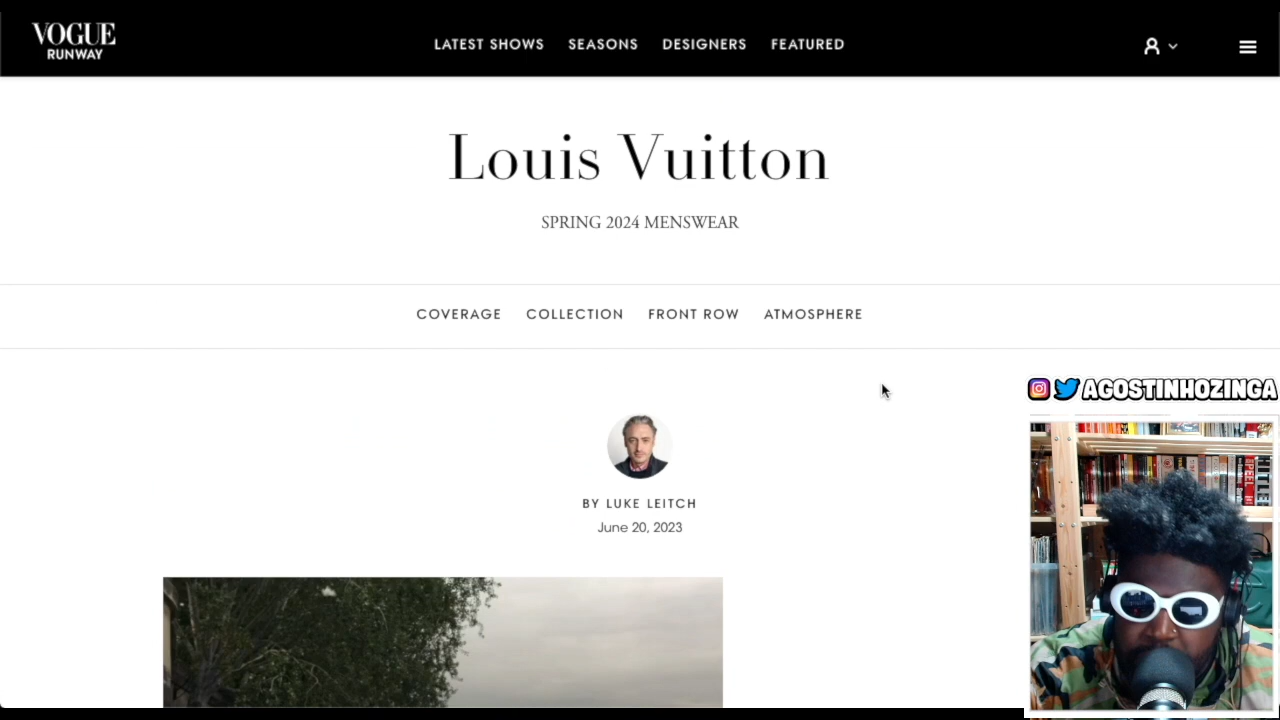 VOGUE
RUNWAY
LATEST SHOWS SEASONS DESIGNERS FEATURED
Louis Vuitton
SPRING 2024 MENSWEAR
COVERAGE COLLECTION FRONT ROW ATMOSPHERE
AGOSTINHOZINGA
BY LUKE LEITCH
June 20, 2023